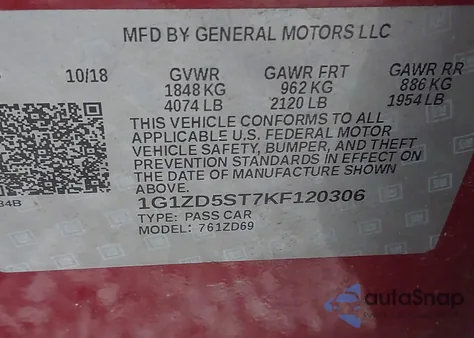 MFD BY GENERAL MOTORS LLC
10/18 GVWR GAWR FRT GAWR RR
1848 KG 962 KG 886 KG
4074 LB 2120 LB 1954 LB
THIS VEHICLE CONFORMS TO ALL
APPLICABLE U.S. FEDERAL MOTOR
VEHICLE SAFETY, BUMPER, AND THEFT
PREVENTION STANDARDS IN EFFECT ON
THE DATE OF MANUFACTURE SHOWN
ABOVE.
1G1ZD5ST7KF120306
TYPE: PASS CAR
MODEL: 761ZD69
autoSnap